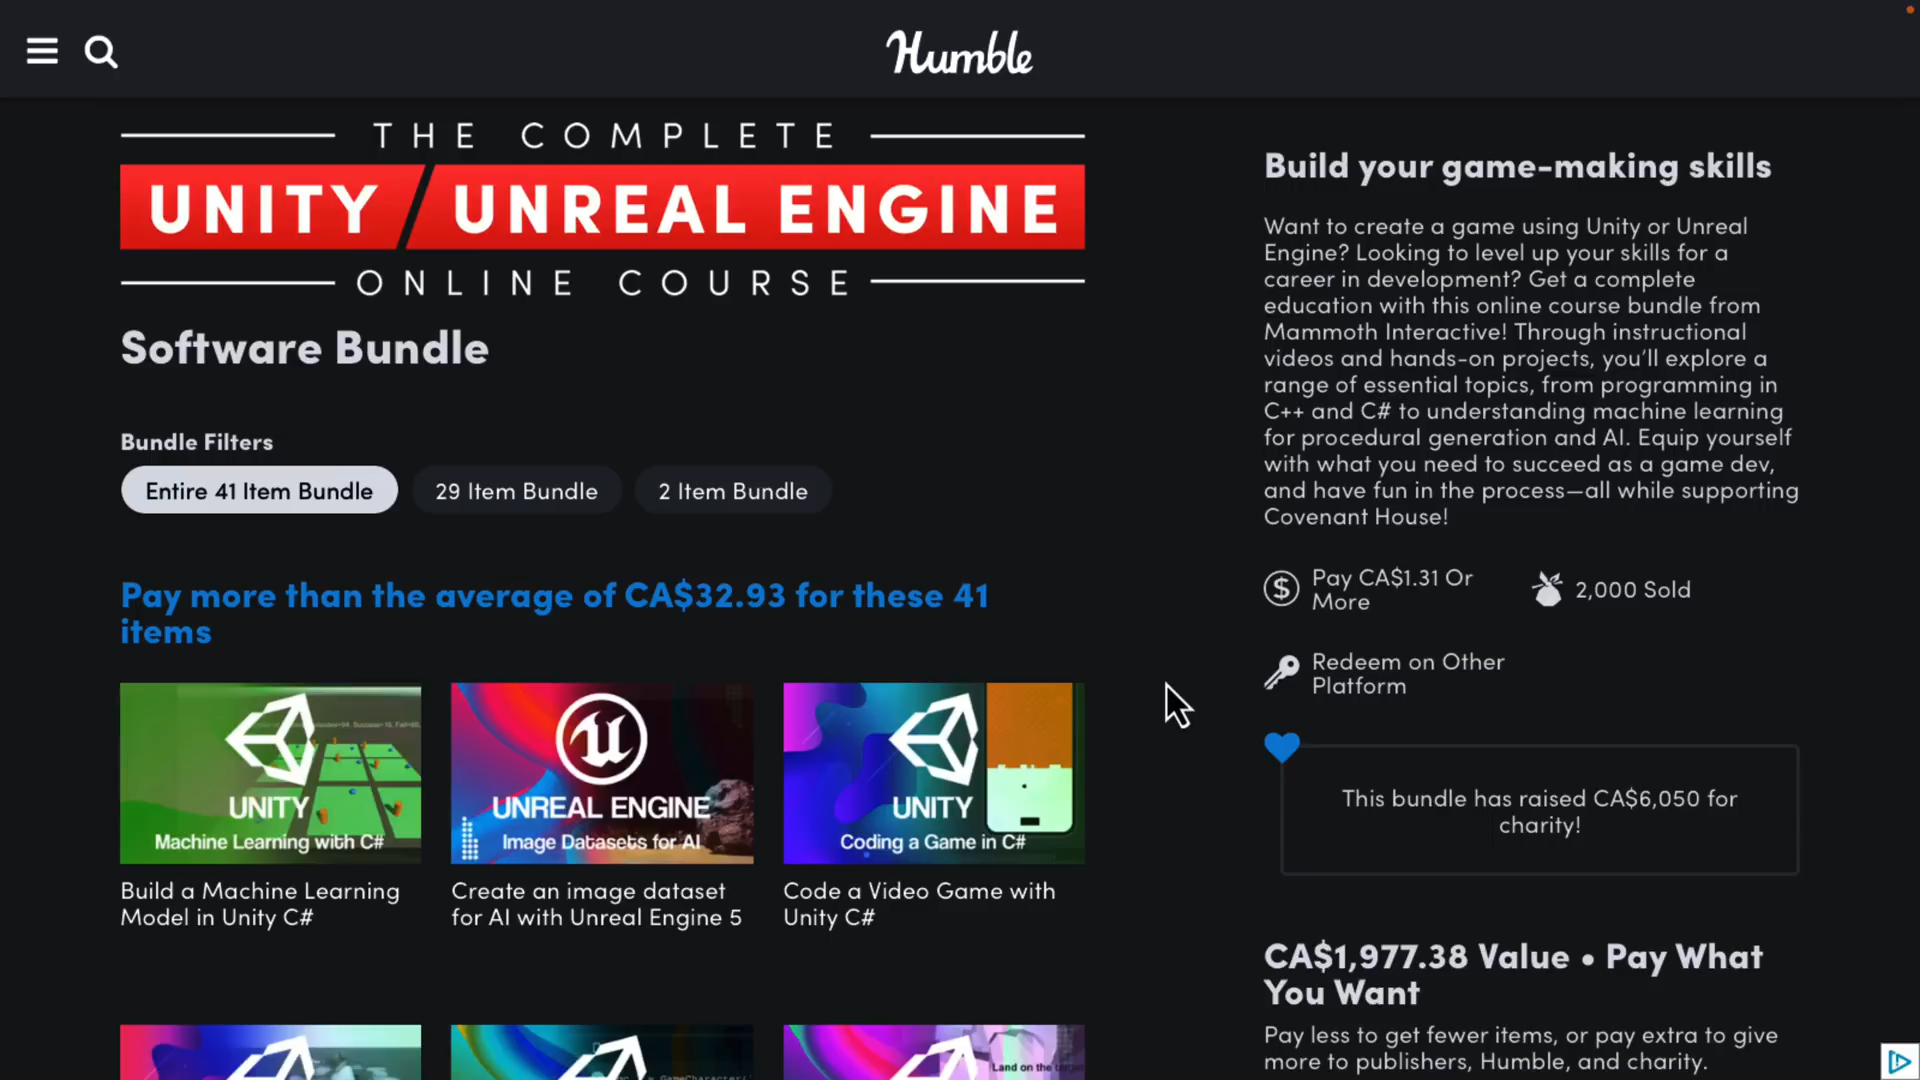 Humble
THE COMPLETE
UNITY / UNREAL ENGINE
ONLINE COURSE
Software Bundle
Bundle Filters
Entire 41 Item Bundle
29 Item Bundle
2 Item Bundle
Pay more than the average of CA$32.93 for these 41
items
UNITY
Machine Learning with C#
Build a Machine Learning
Model in Unity C#
UNREAL ENGINE
Image Datasets for AI
Create an image dataset
for AI with Unreal Engine 5
UNITY
Coding a Game in C#
Code a Video Game with
Unity C#
Land on the
Build your game-making skills
Want to create a game using Unity or Unreal
Engine? Looking to level up your skills for a
career in development? Get a complete
education with this online course bundle from
Mammoth Interactive! Through instructional
videos and hands-on projects, you'll explore a
range of essential topics, from programming in
C++ and C# to understanding machine learning
for procedural generation and AI. Equip yourself
with what you need to succeed as a game dev,
and have fun in the process—all while supporting
Covenant House!
Pay CA$1.31 Or
More
2,000 Sold
Redeem on Other
Platform
This bundle has raised CA$6,050 for
charity!
CA$1,977.38 Value • Pay What
You Want
Pay less to get fewer items, or pay extra to give
more to publishers, Humble, and charity.